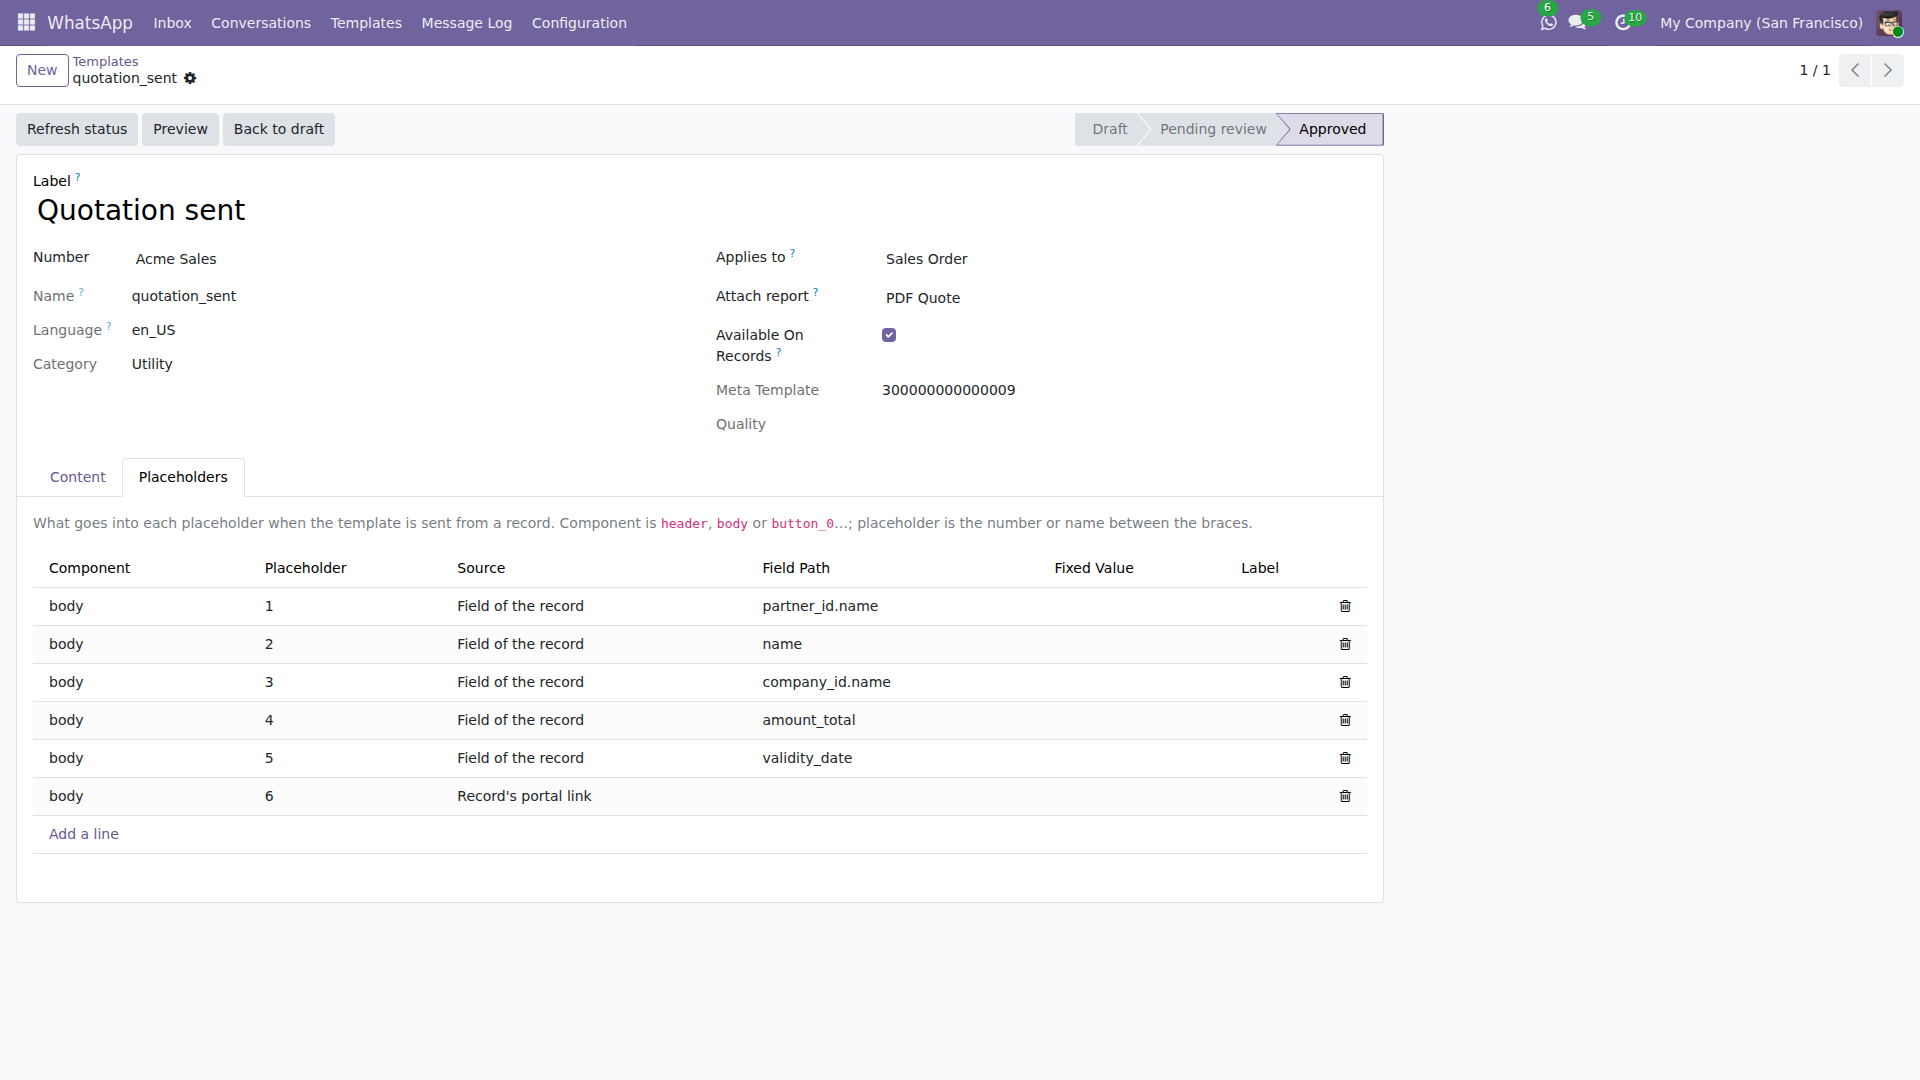 WhatsApp Inbox Conversations Templates Message Log Configuration 6 5 10 My Company (San Francisco)
New Templates
quotation_sent 1 / 1
Refresh status Preview Back to draft Draft Pending review Approved
Label ?
Quotation sent
Number Acme Sales Applies to ? Sales Order
Name ? quotation_sent Attach report ? PDF Quote
Language ? en_US Available On Records ?
Category Utility Meta Template 300000000000009
Quality
Content Placeholders
What goes into each placeholder when the template is sent from a record. Component is header, body or button_0...; placeholder is the number or name between the braces.
Component Placeholder Source Field Path Fixed Value Label
body 1 Field of the record partner_id.name
body 2 Field of the record name
body 3 Field of the record company_id.name
body 4 Field of the record amount_total
body 5 Field of the record validity_date
body 6 Record's portal link
Add a line